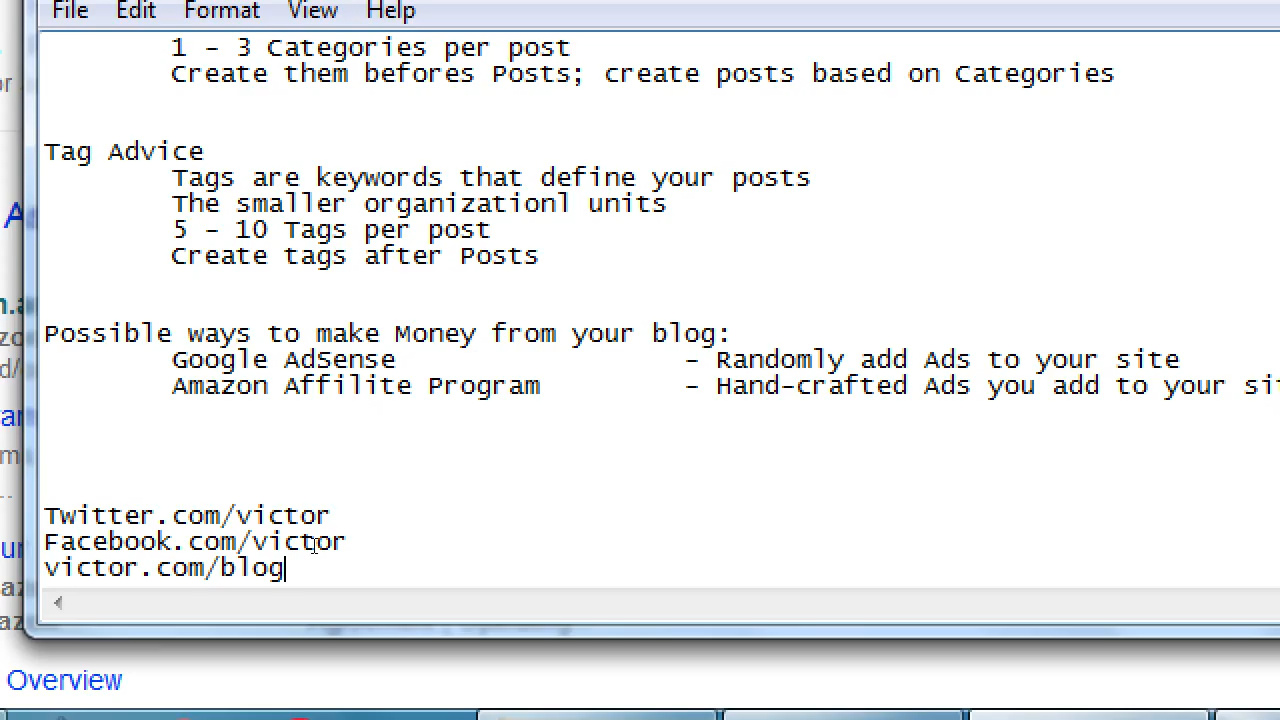 File Edit Format View Help
1 - 3 Categories per post
Create them befores Posts; create posts based on Categories
Tag Advice
Tags are keywords that define your posts
The smaller organizationl units
5 - 10 Tags per post
Create tags after Posts
Possible ways to make Money from your blog:
Google AdSense - Randomly add Ads to your site
Amazon Affilite Program - Hand-crafted Ads you add to your
Twitter.com/victor
Facebook.com/victor
victor.com/blog
Overview